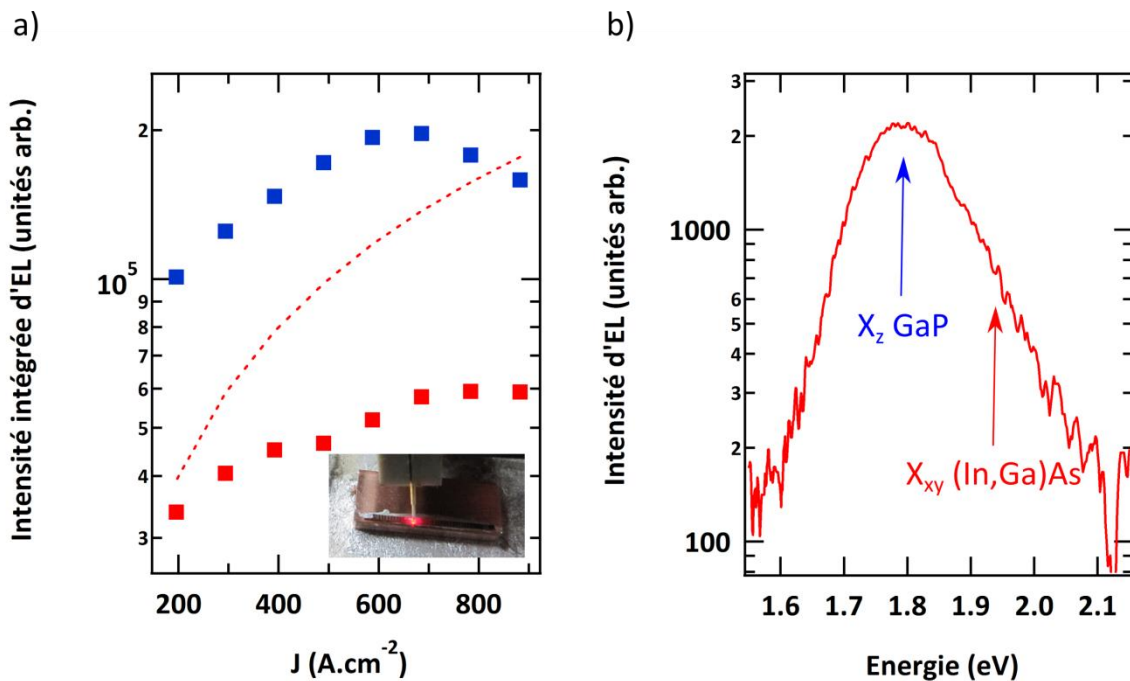 a)
Intensité intégrée d'EL (unités arb.)
2
10⁵
9
8
7
6
5
4
3
200 400 600 800
J (A.cm⁻²)
b)
Intensité d'EL (unités arb.)
3
2
1000
6
5
4
3
2
100
X_z GaP
X_xy (In,Ga)As
1.6 1.7 1.8 1.9 2.0 2.1
Energie (eV)